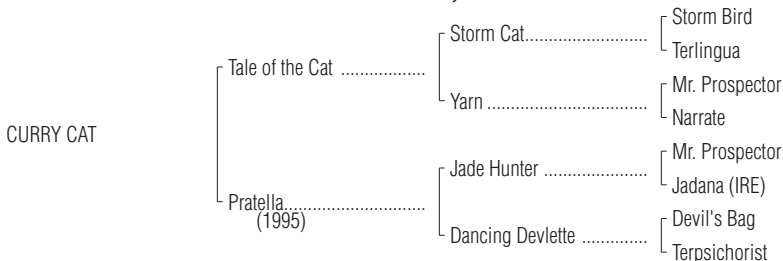 Storm Bird
Storm Cat..........................
Terlingua
Tale of the Cat ..................
Mr. Prospector
Yarn .................................
Narrate
CURRY CAT
Mr. Prospector
Jade Hunter .....................
Jadana (IRE)
Pratella.............................
(1995)
Devil's Bag
Dancing Devlette ..............
Terpsichorist